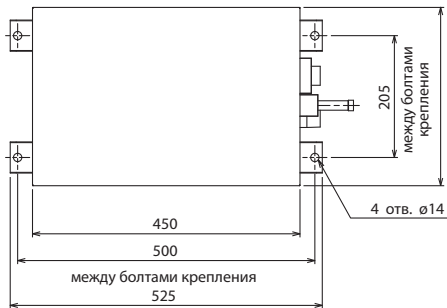 205
между болтами
крепления
4 отв. ø14
450
500
между болтами крепления
525